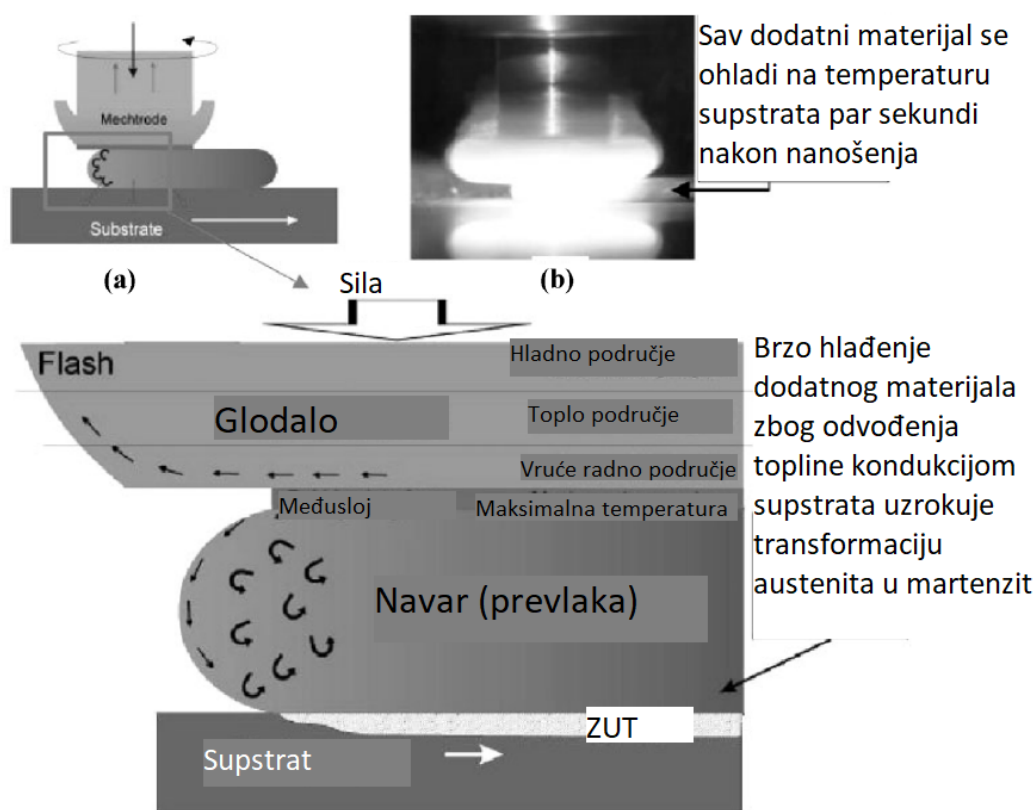 Mechtrode
Substrate
(a)
(b)
Sav dodatni materijal se
ohladi na temperaturu
supstrata par sekundi
nakon nanošenja
Sila
Flash
Hladno područje
Glodalo
Toplo područje
Vruće radno područje
Međusloj
Maksimalna temperatura
Navar (prevlaka)
ZUT
Supstrat
Brzo hlađenje
dodatnog materijala
zbog odvođenja
topline kondukcijom
supstrata uzrokuje
transformaciju
austenita u martenzit